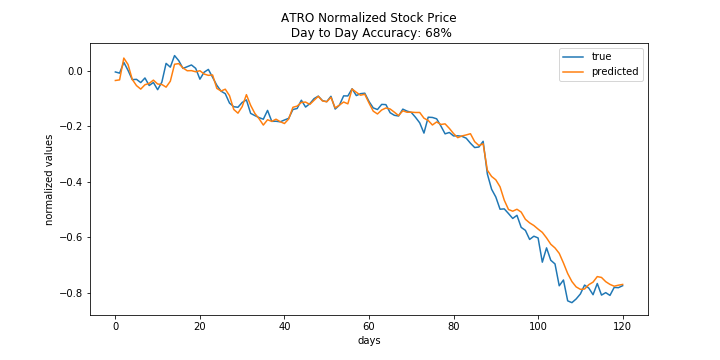 ATRO Normalized Stock Price
Day to Day Accuracy: 68%
true
predicted
normalized values
0.0
−0.2
−0.4
−0.6
−0.8
0
20
40
60
80
100
120
days